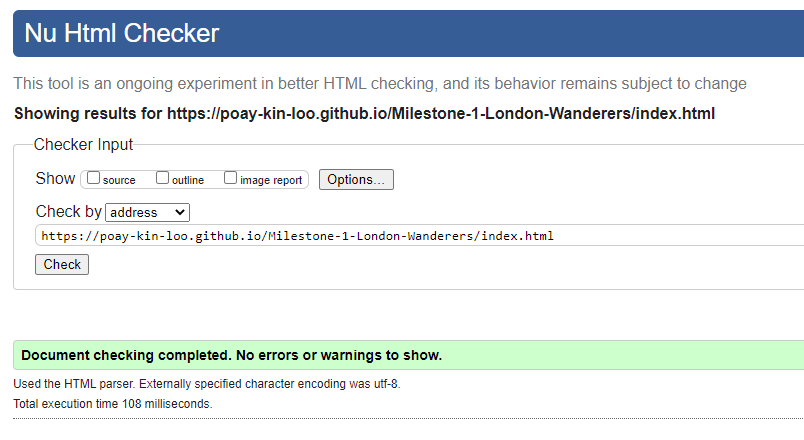 Nu Html Checker
This tool is an ongoing experiment in better HTML checking, and its behavior remains subject to change
Showing results for https://poay-kin-loo.github.io/Milestone-1-London-Wanderers/index.html
Checker Input
Show source outline image report Options...
Check by address
https://poay-kin-loo.github.io/Milestone-1-London-Wanderers/index.html
Check
Document checking completed. No errors or warnings to show.
Used the HTML parser. Externally specified character encoding was utf-8.
Total execution time 108 milliseconds.